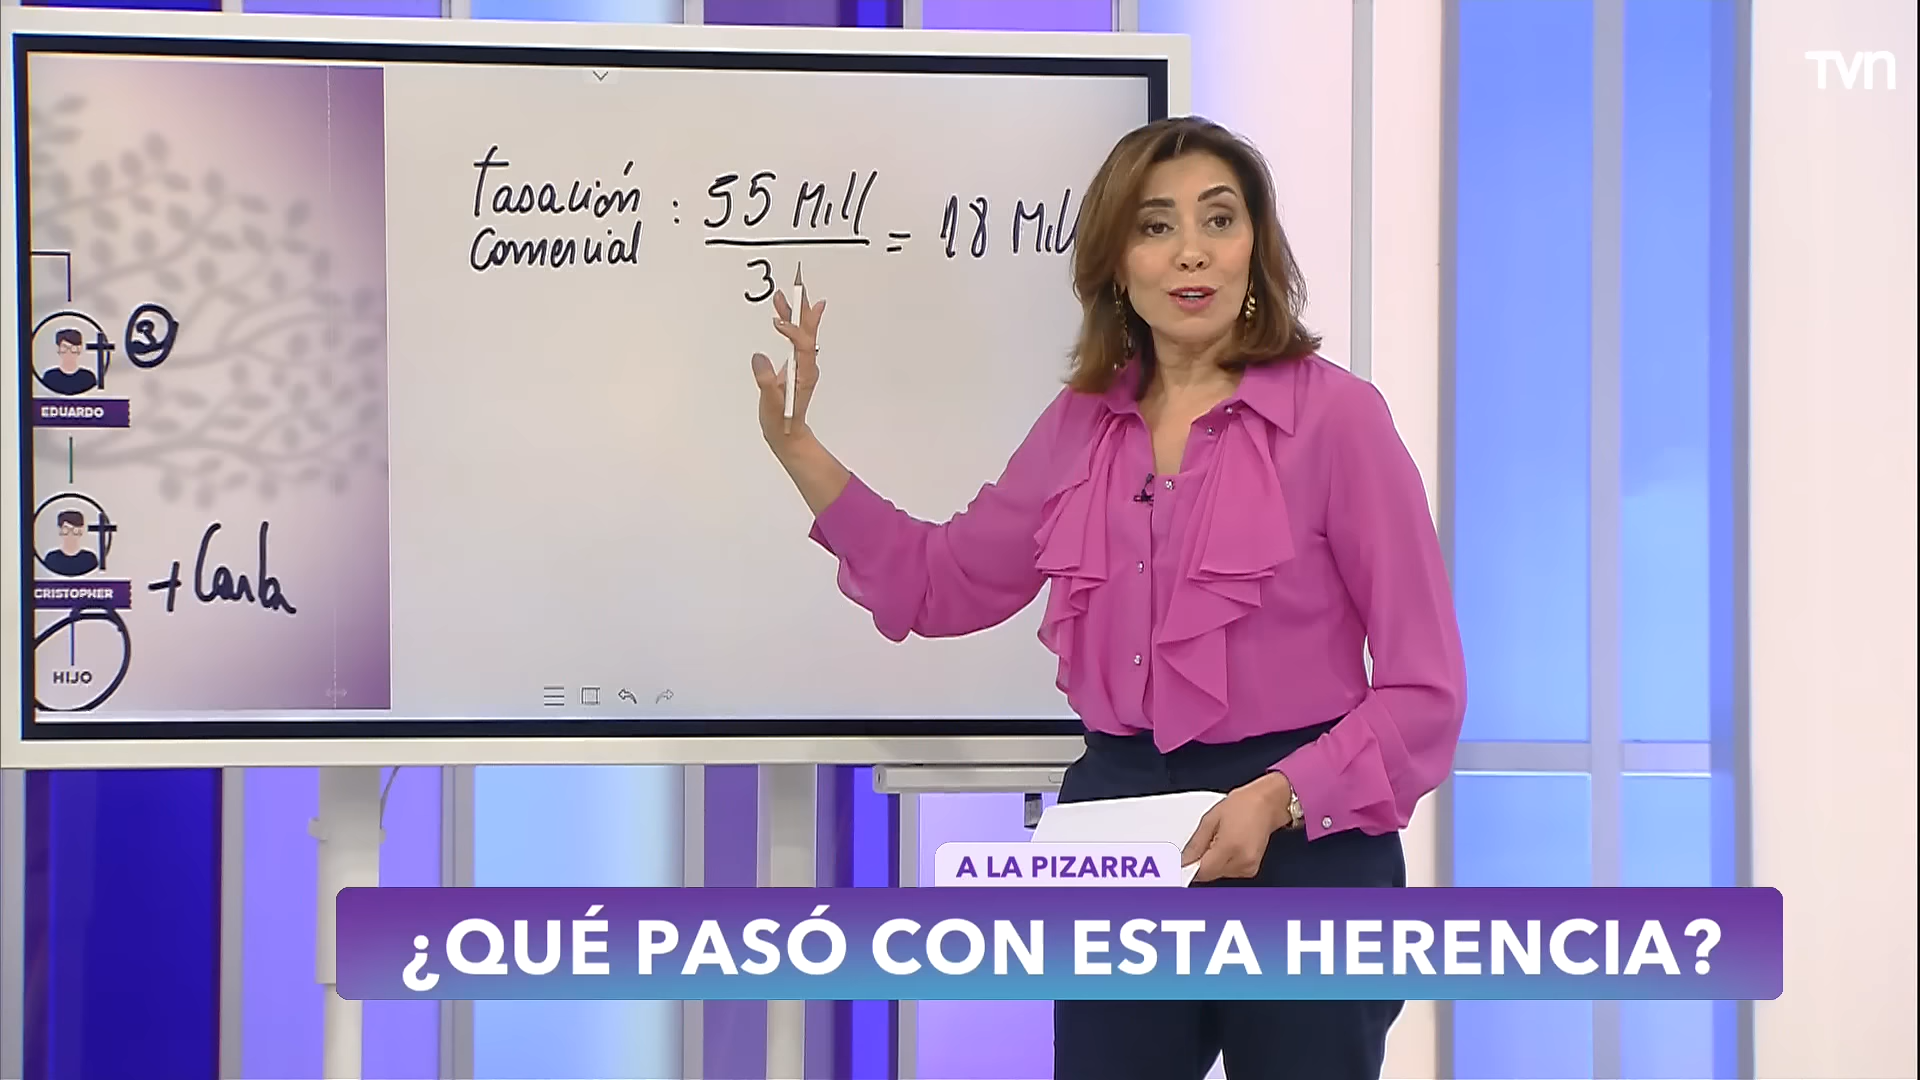 TVN
Tasación
Comercial
: 55 Mill
3
= 18 Mill
3
EDUARDO
CRISTOPHER
+ Carla
HIJO
A LA PIZARRA
¿QUÉ PASÓ CON ESTA HERENCIA?